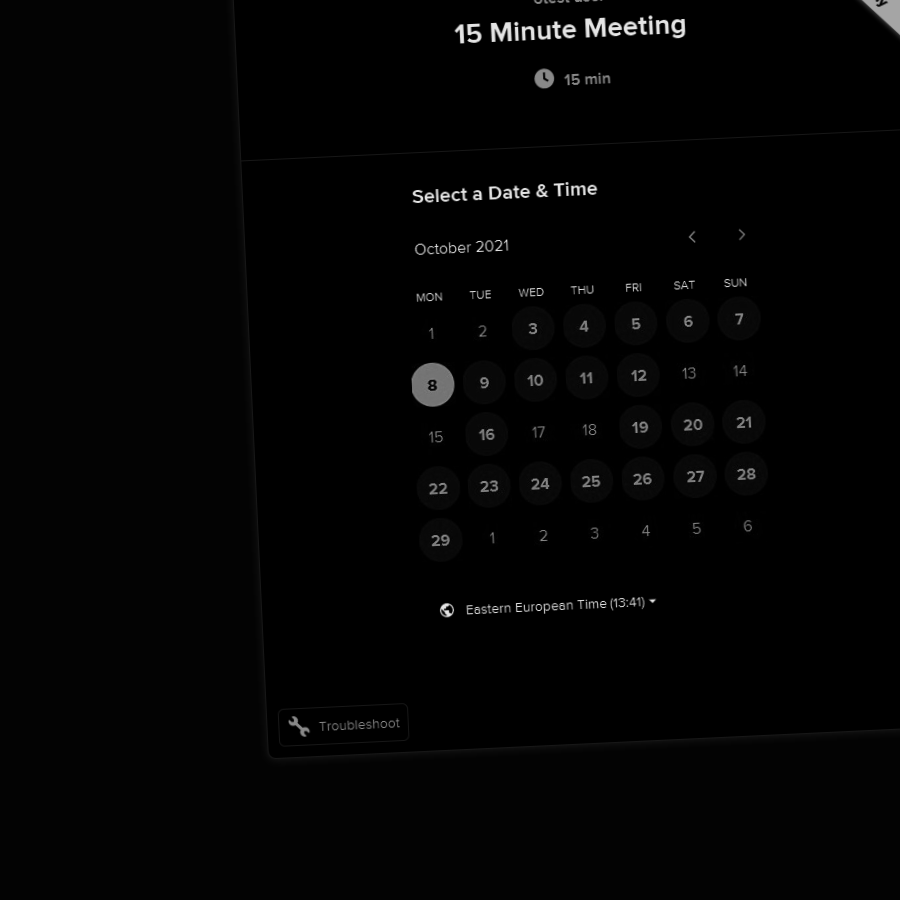 15 Minute Meeting
15 min
Select a Date & Time
October 2021
MON TUE WED THU FRI SAT SUN
1 2 3 4 5 6 7
8 9 10 11 12 13 14
15 16 17 18 19 20 21
22 23 24 25 26 27 28
29 1 2 3 4 5 6
Eastern European Time (13:41)
Troubleshoot